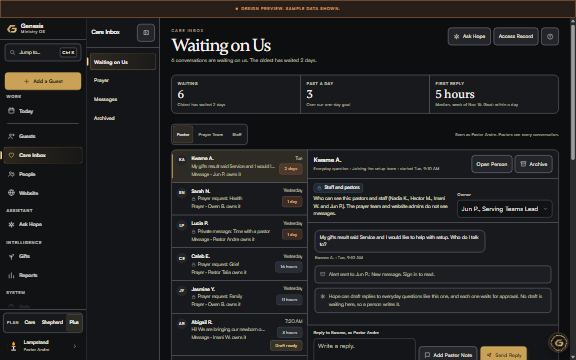 DESIGN PREVIEW. SAMPLE DATA SHOWN.
Genesis
Ministry OS
Jump to...
Ctrl K
Add a Guest
WORK
Today
Guests
Care Inbox
People
Website
ASSISTANT
Ask Hope
INTELLIGENCE
Gifts
Reports
SYSTEM
PLAN
Care
Shepherd
Plus
Lampstand
Pastor Andre
Care Inbox
Waiting on Us
Prayer
Messages
Archived
CARE INBOX
Waiting on Us
6 conversations are waiting on us. The oldest has waited 2 days.
Ask Hope
Access Record
WAITING
6
Oldest has waited 2 days
PAST A DAY
3
Over our one-day goal
FIRST REPLY
5 hours
Median, week of Nov 16. Goal: within a day
Pastor
Prayer Team
Staff
Seen as Pastor Andre. Pastors see every conversation.
KA
Kwame A.
Tue
My gifts result said Service and I would l...
Message · Jun P. owns it
2 days
SN
Sarah N.
Yesterday
Prayer request
Prayer · Owen B. owns it
1 day
LP
Lucia P.
Yesterday
Private message: Time with a pastor
Message · Pastor Andre owns it
1 day
CE
Caleb E.
Yesterday
Prayer request: Grief
Prayer · Pastor Talia owns it
16 hours
JY
Jasmine Y.
Yesterday
Prayer request: Family
Prayer · Owen B. owns it
13 hours
AR
Abigail R.
7:20 AM
Hi! We are bringing our newborn o...
Message · Imani W. owns it
3 hours
Draft ready
Kwame A.
Everyday question · Joining the setup team · started Tue, 9:10 AM
Open Person
Archive
Staff and pastors
Who can see this: pastors and staff (Nadia K., Hector M., Imani W. and Jun P.). The prayer team and website admins do not see messages.
Owner
Jun P., Serving Teams Lead
My gifts result said Service and I would like to help with setup. Who do I talk to?
Kwame A. · Tue, 9:10 AM
Alert sent to Jun P.: New message. Sign in to read.
Hope can draft replies to everyday questions like this one, and each one waits for approval. No draft is waiting here, so a person writes it.
Reply to Kwame, as Pastor Andre
Write a reply.
Add Pastor Note
Send Reply